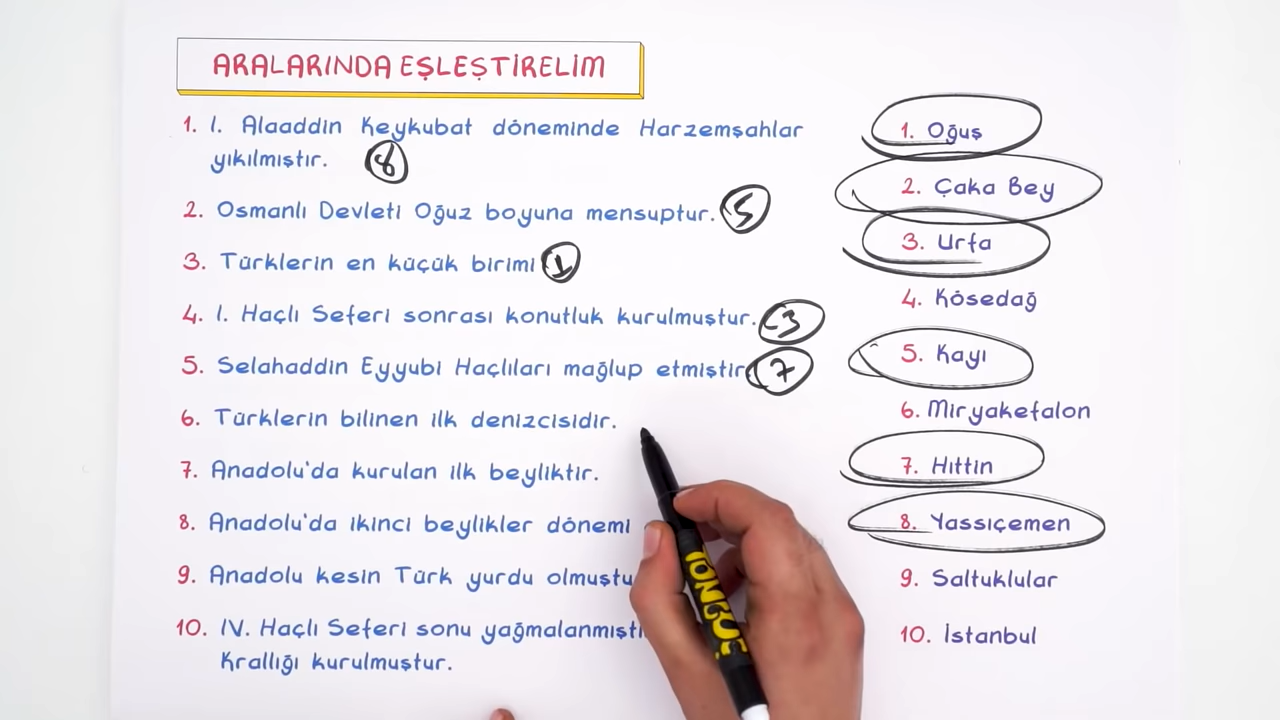 ARALARINDA EŞLEŞTİRELİM
1. I. Alaaddin Keykubat döneminde Harzemşahlar
yıkılmıştır. 8
2. Osmanlı Devleti Oğuz boyuna mensuptur. 5
3. Türklerin en küçük birimi 1
4. I. Haçlı Seferi sonrası konutluk kurulmuştur. 3
5. Selahaddin Eyyubi Haçlıları mağlup etmiştir. 7
6. Türklerin bilinen ilk denizcisidir.
7. Anadolu'da kurulan ilk beyliktir.
8. Anadolu'da ikinci beylikler dönemi
9. Anadolu kesin Türk yurdu
10. IV. Haçlı Seferi sonu
Krallığı kurulmuştur.
1. Oğuş
2. Çaka Bey
3. Urfa
4. Kösedağ
5. Kayı
6. Miryakefalon
7. Hıttin
8. Yassıçemen
9. Saltuklular
10. İstanbul